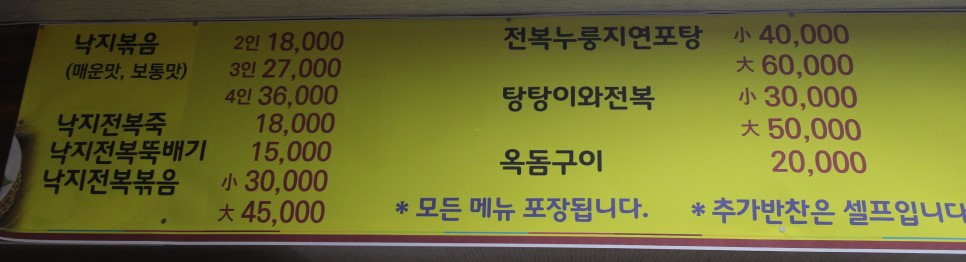 낙지볶음 2인 18,000
(매운맛, 보통맛) 3인 27,000
4인 36,000
낙지전복죽 18,000
낙지전복뚝배기 15,000
낙지전복볶음 小 30,000
大 45,000
전복누룽지연포탕 小 40,000
大 60,000
탕탕이와전복 小 30,000
大 50,000
옥돔구이 20,000
* 모든 메뉴 포장됩니다. * 추가반찬은 셀프입니다